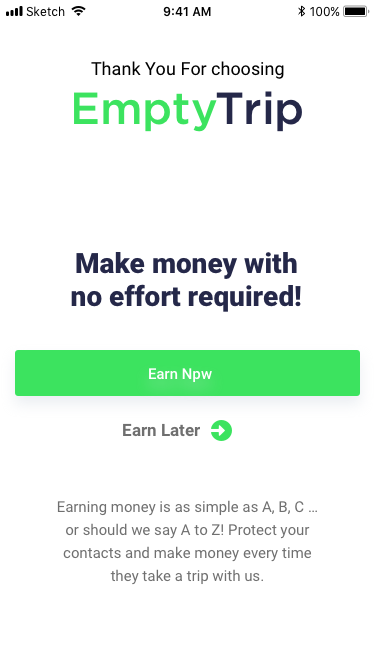 Sketch 9:41 AM 100%
Thank You For choosing
EmptyTrip
Make money with
no effort required!
Earn Npw
Earn Later
Earning money is as simple as A, B, C ...
or should we say A to Z! Protect your
contacts and make money every time
they take a trip with us.